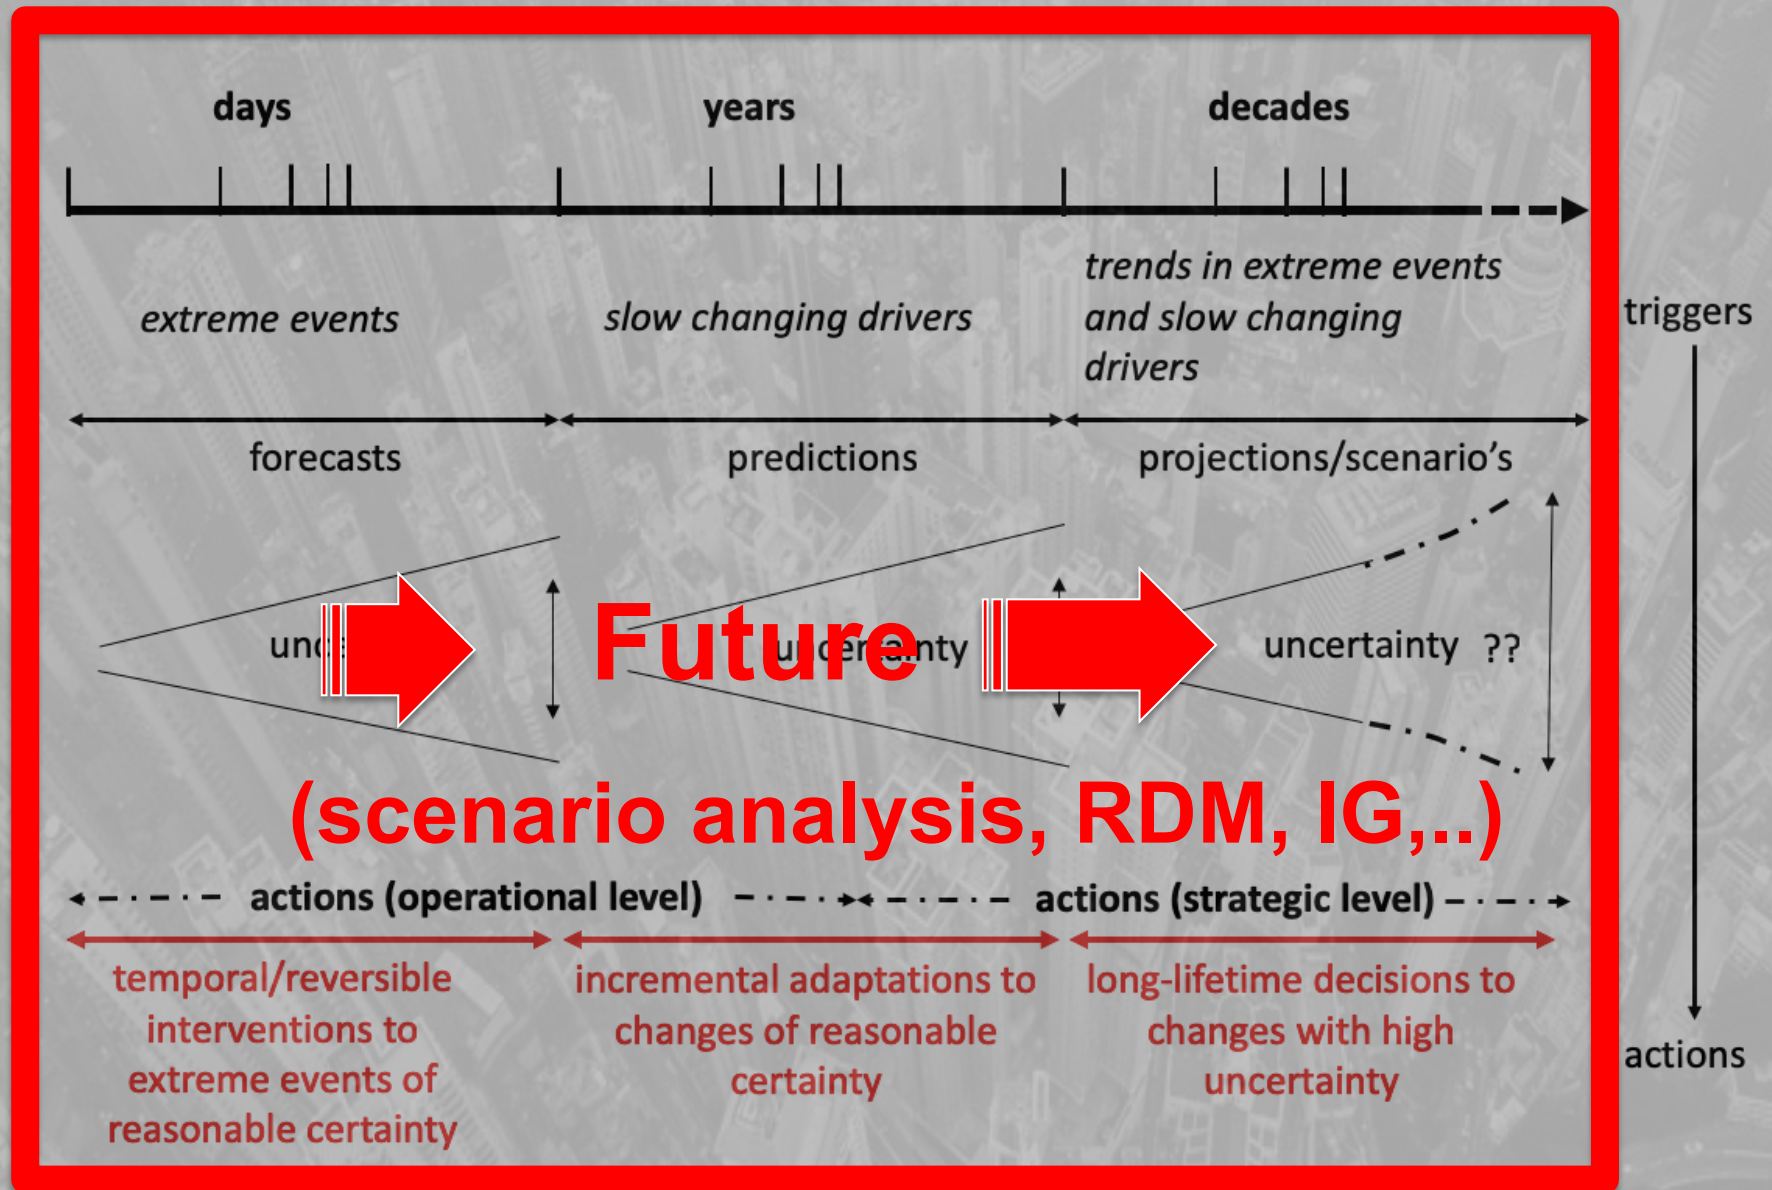 days years decades
trends in extreme events
extreme events slow changing drivers and slow changing triggers
drivers
forecasts predictions projections/scenario's
Future uncertainty uncertainty ??
(scenario analysis, RDM, IG,..)
actions (operational level) actions (strategic level)
temporal/reversible incremental adaptations to long-lifetime decisions to
interventions to changes of reasonable changes with high
extreme events of certainty uncertainty
actions
reasonable certainty